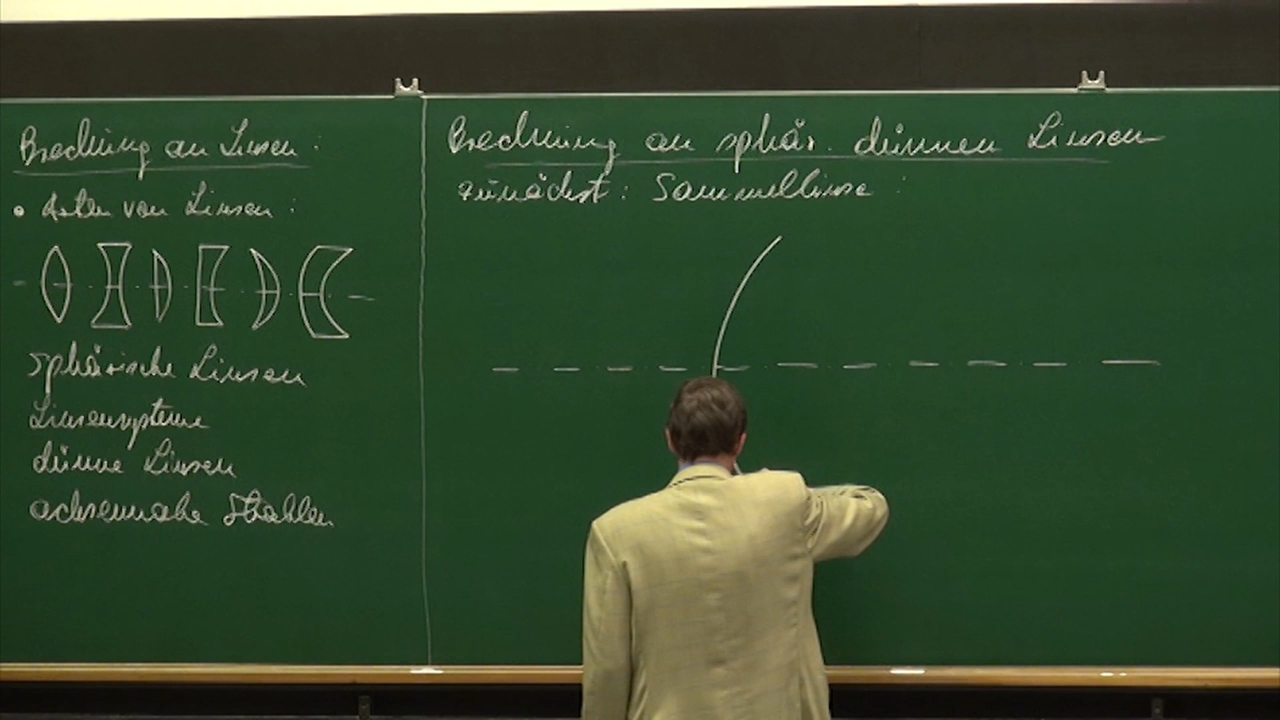 Brechung an Linsen:
• Arten von Linsen:
sphärische Linsen
Linsensysteme
dünne Linsen
achsennahe Strahlen
Brechung an sphär. dünnen Linsen
zunächst: Sammellinse: